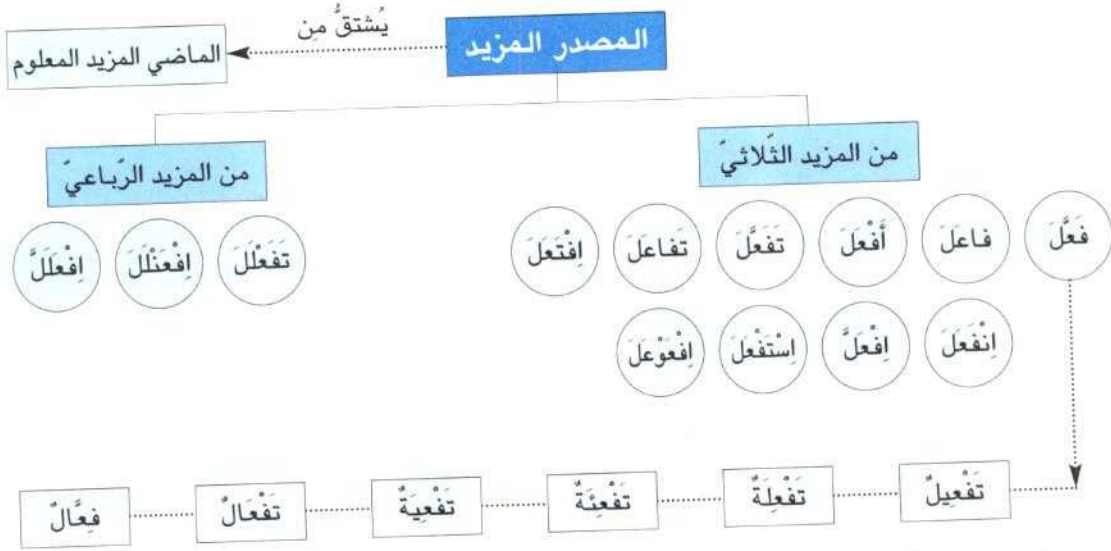 المصدر المزيد
يُشتقُّ مِن
الماضي المزيد المعلوم
من المزيد الثّلاثيّ
من المزيد الرّباعيّ
فَعَّلَ
فاعَلَ
أَفْعَلَ
تَفَعَّلَ
تَفاعَلَ
اِفْتَعَلَ
اِنْفَعَلَ
اِفْعَلَّ
اِسْتَفْعَلَ
اِفْعَوْعَلَ
تَفَعْلَلَ
اِفْعَنْلَلَ
اِفْعَلَلَّ
تَفْعِيلٌ
تَفْعِلَةٌ
تَفْعِئَةٌ
تَفْعِيَةٌ
تَفْعَالٌ
فِعَّالٌ